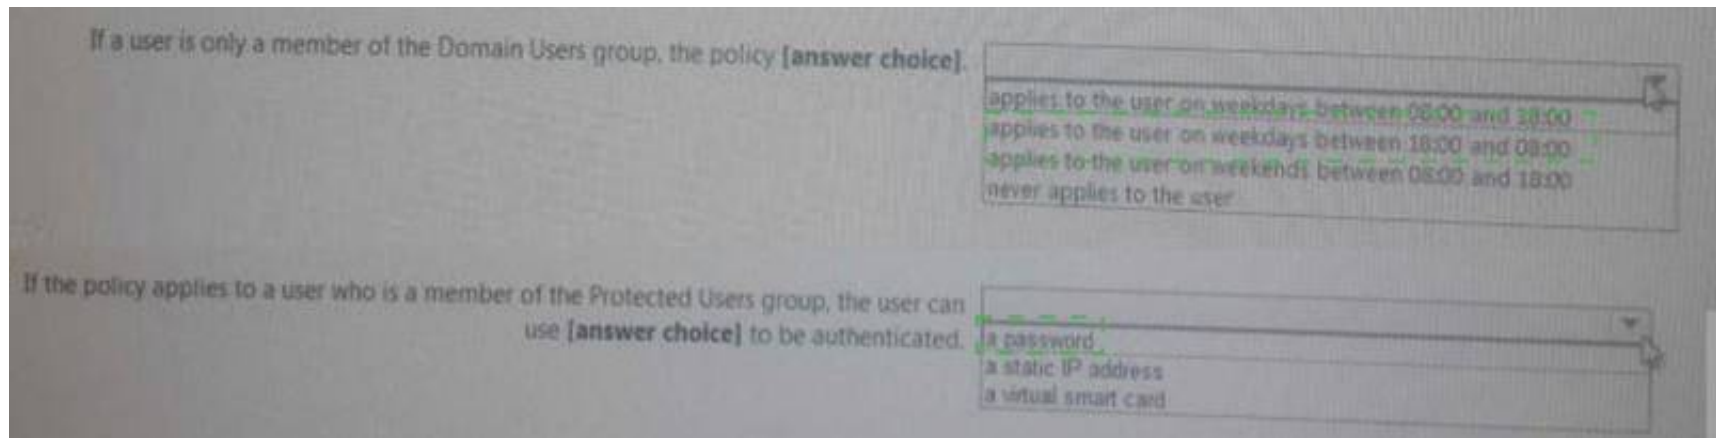 If a user is only a member of the Domain Users group, the policy [answer choice].
applies to the user on weekdays between 08:00 and 18:00
applies to the user on weekdays between 18:00 and 08:00
applies to the user on weekends between 08:00 and 18:00
never applies to the user
If the policy applies to a user who is a member of the Protected Users group, the user can
use [answer choice] to be authenticated.
a password
a static IP address
a virtual smart card